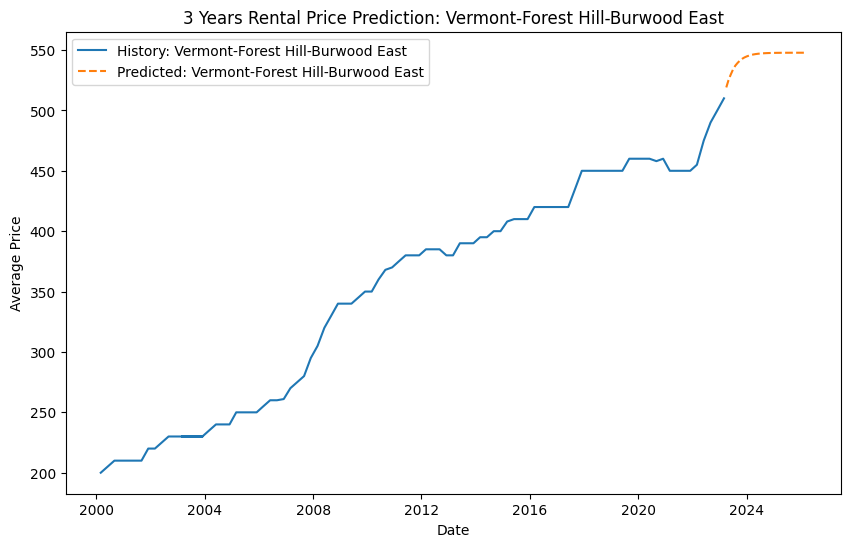 3 Years Rental Price Prediction: Vermont-Forest Hill-Burwood East
History: Vermont-Forest Hill-Burwood East
Predicted: Vermont-Forest Hill-Burwood East
Average Price
550
500
450
400
350
300
250
200
2000 2004 2008 2012 2016 2020 2024
Date